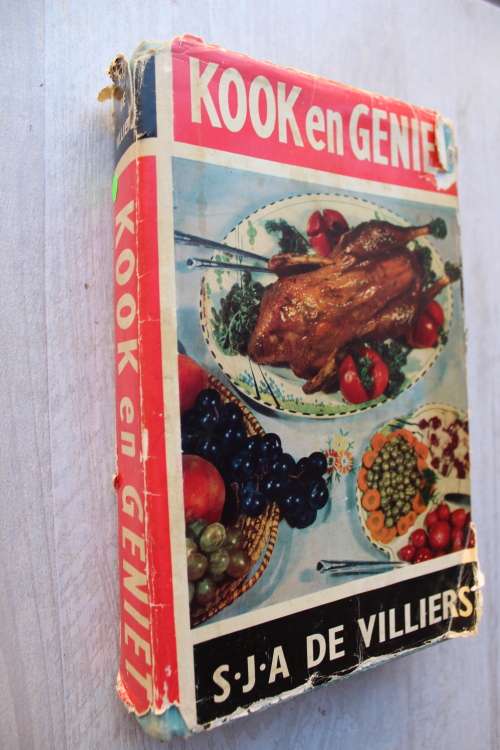 KOOK en GENIET
S·J·A DE VILLIERS
KOOK en GENIET